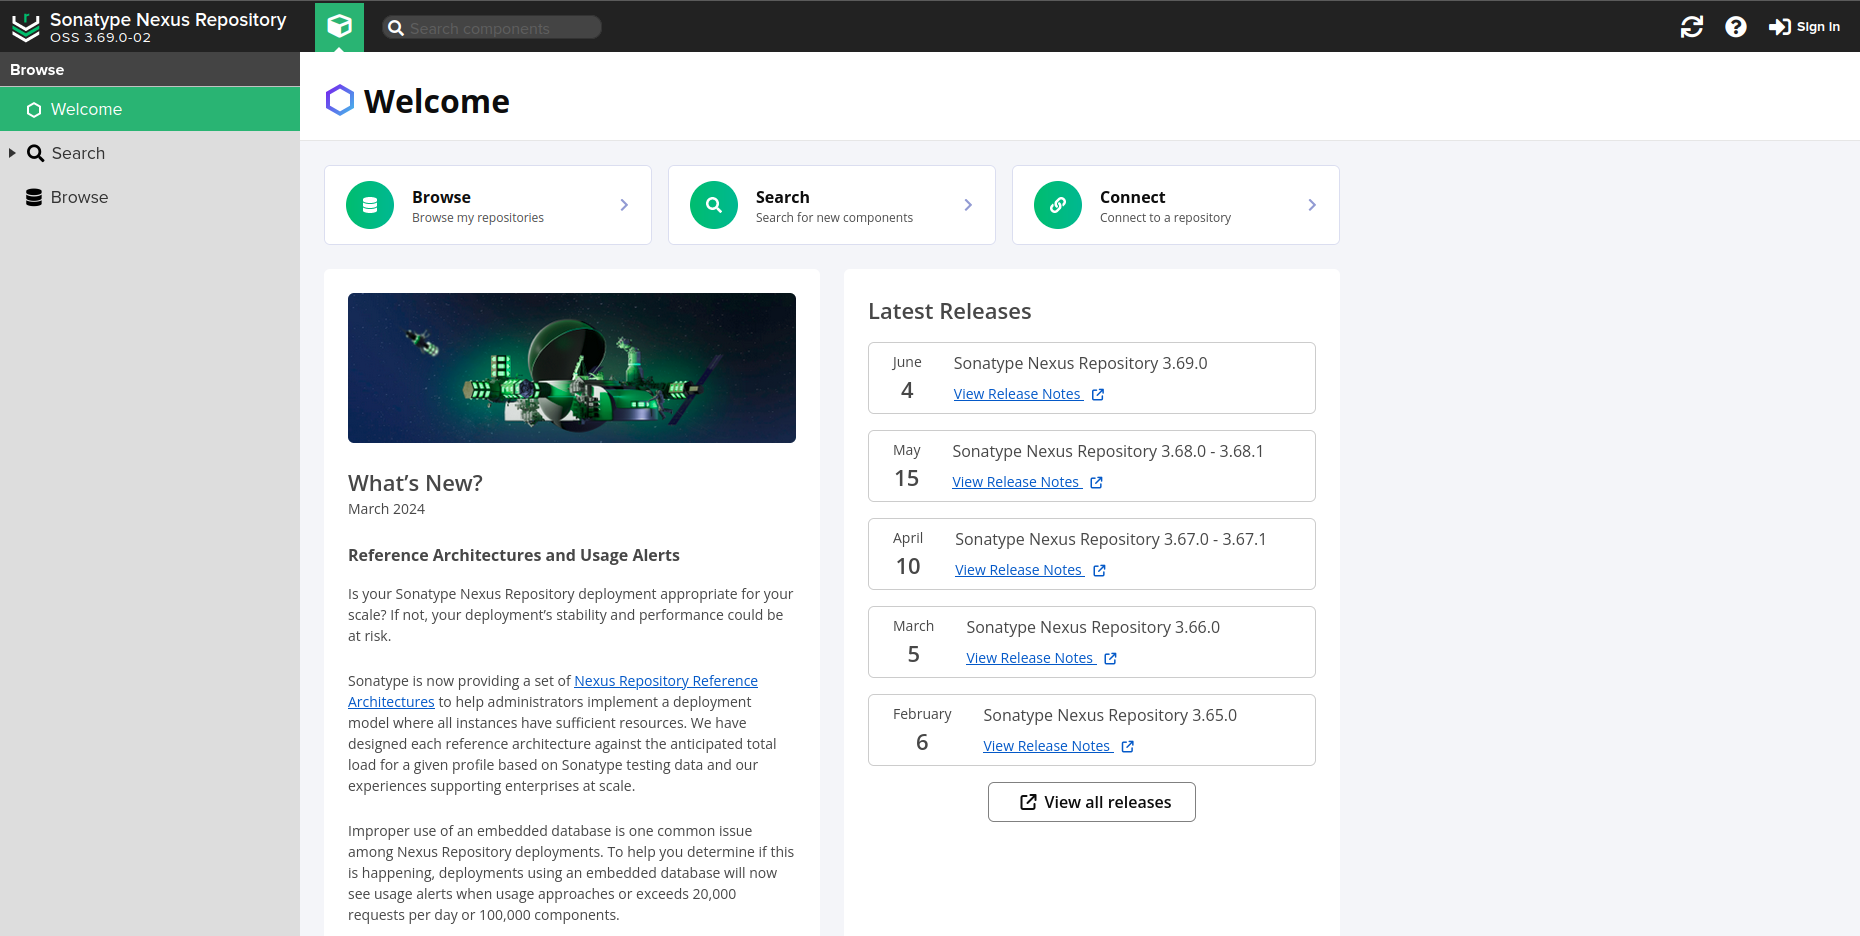 Sonatype Nexus Repository
OSS 3.69.0-02
Search components
Sign In
Browse
Welcome
Search
Browse
Welcome
Browse
Browse my repositories
Search
Search for new components
Connect
Connect to a repository
What’s New?
March 2024
Reference Architectures and Usage Alerts
Is your Sonatype Nexus Repository deployment appropriate for your
scale? If not, your deployment’s stability and performance could be
at risk.
Sonatype is now providing a set of Nexus Repository Reference
Architectures to help administrators implement a deployment
model where all instances have sufficient resources. We have
designed each reference architecture against the anticipated total
load for a given profile based on Sonatype testing data and our
experiences supporting enterprises at scale.
Improper use of an embedded database is one common issue
among Nexus Repository deployments. To help you determine if this
is happening, deployments using an embedded database will now
see usage alerts when usage approaches or exceeds 20,000
requests per day or 100,000 components.
Latest Releases
June
4
Sonatype Nexus Repository 3.69.0
View Release Notes
May
15
Sonatype Nexus Repository 3.68.0 - 3.68.1
View Release Notes
April
10
Sonatype Nexus Repository 3.67.0 - 3.67.1
View Release Notes
March
5
Sonatype Nexus Repository 3.66.0
View Release Notes
February
6
Sonatype Nexus Repository 3.65.0
View Release Notes
View all releases